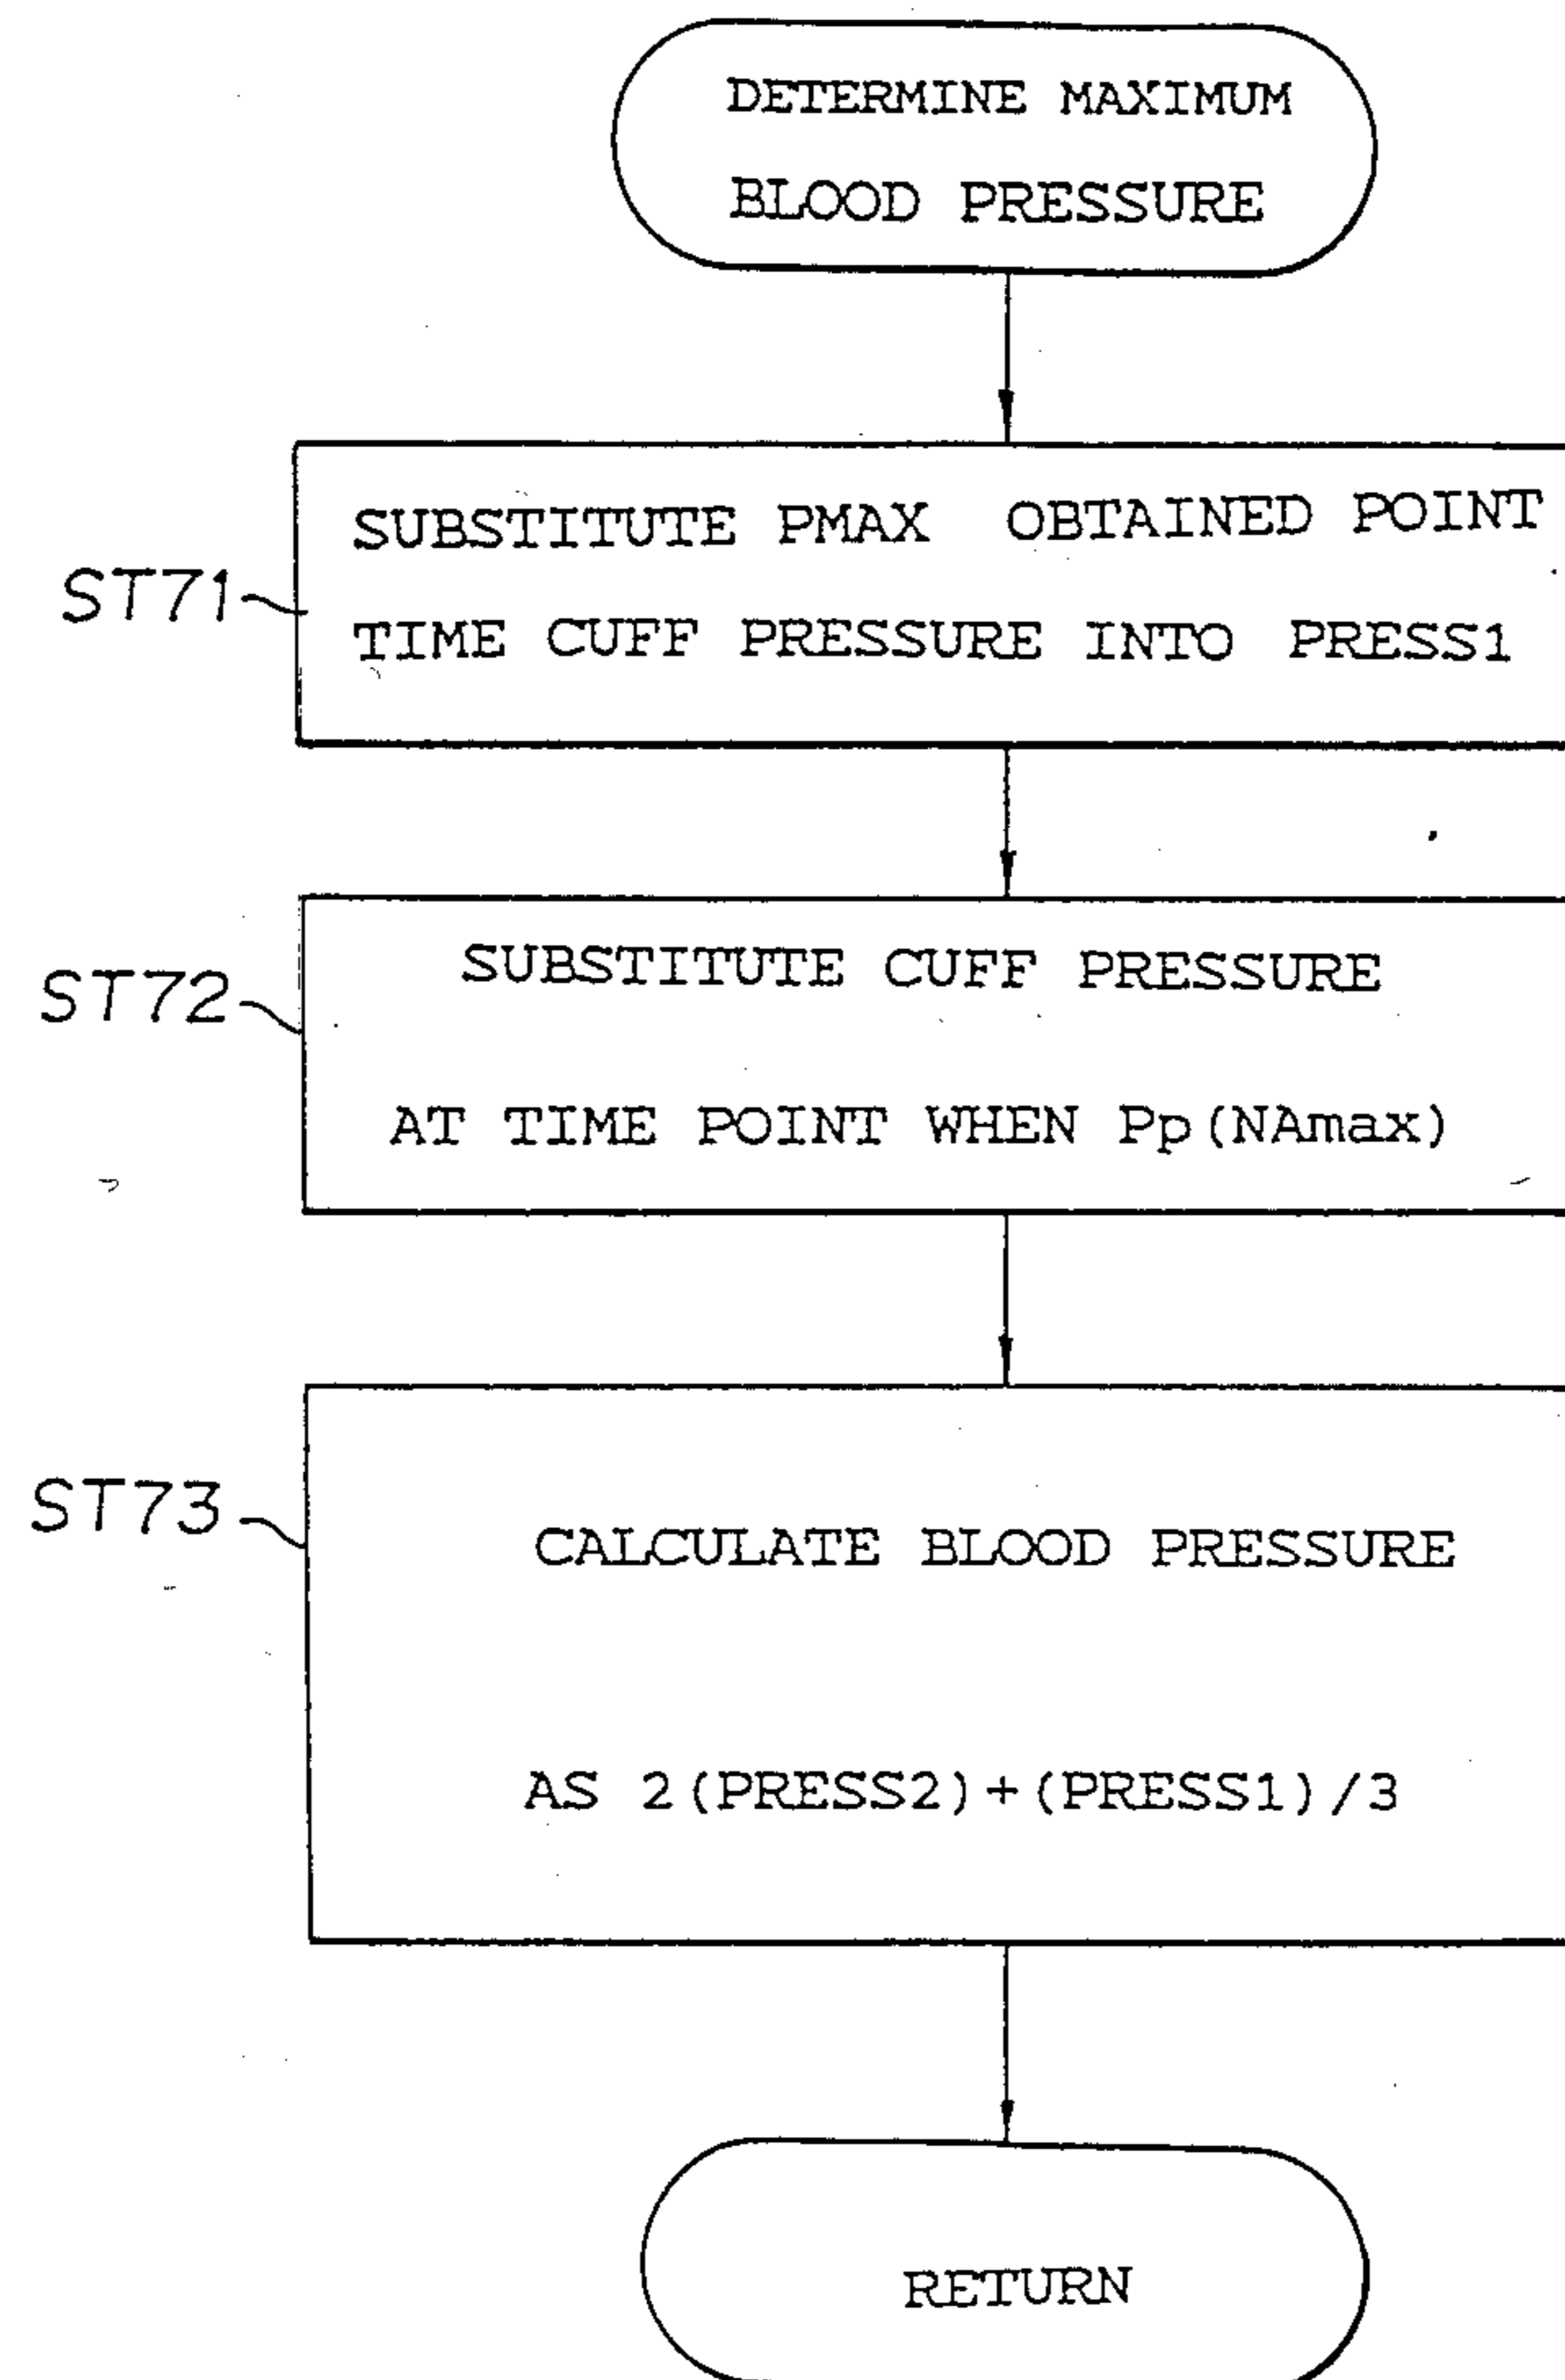 DETERMINE MAXIMUM
BLOOD PRESSURE
SUBSTITUTE PMAX OBTAINED POINT
ST71
TIME CUFF PRESSURE INTO PRESS1
SUBSTITUTE CUFF PRESSURE
ST72
AT TIME POINT WHEN Pp(NAmax)
ST73
CALCULATE BLOOD PRESSURE
AS 2(PRESS2)+(PRESS1)/3
RETURN